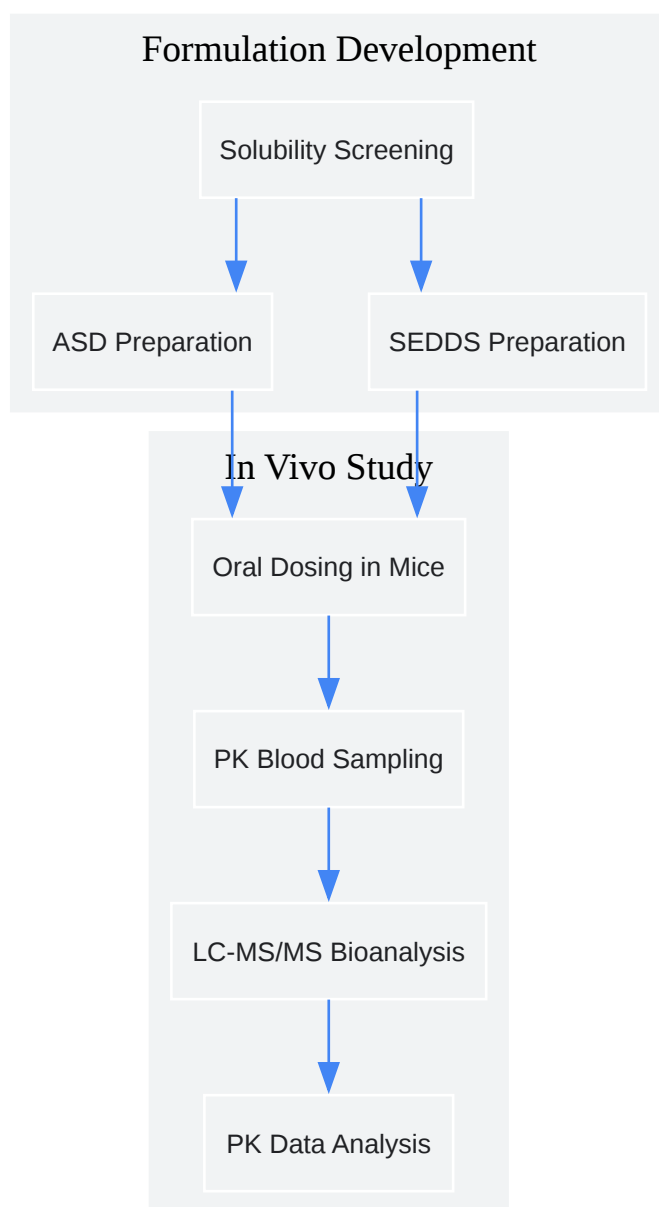 Formulation Development
Solubility Screening
ASD Preparation
SEDDS Preparation
In Vivo Study
Oral Dosing in Mice
PK Blood Sampling
LC-MS/MS Bioanalysis
PK Data Analysis